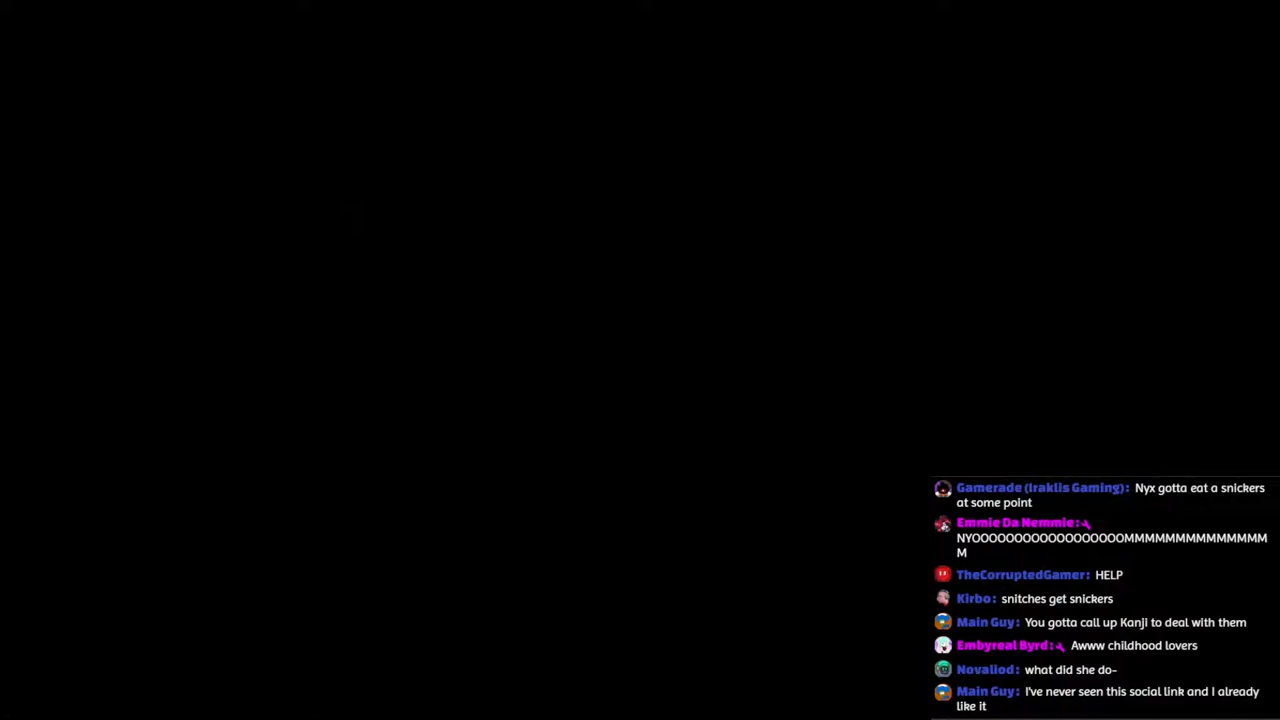 Gamerade (Iraklis Gaming): Nyx gotta eat a snickers
at some point
Emmie Da Nemmie:
NYOOOOOOOOOOOOOOOOOOMMMMMMMMMMMMMM
M
TheCorruptedGamer: HELP
Kirbo: snitches get snickers
Main Guy: You gotta call up Kanji to deal with them
Embyreal Byrd: Awww childhood lovers
Novaliod: what did she do-
Main Guy: I've never seen this social link and I already
like it